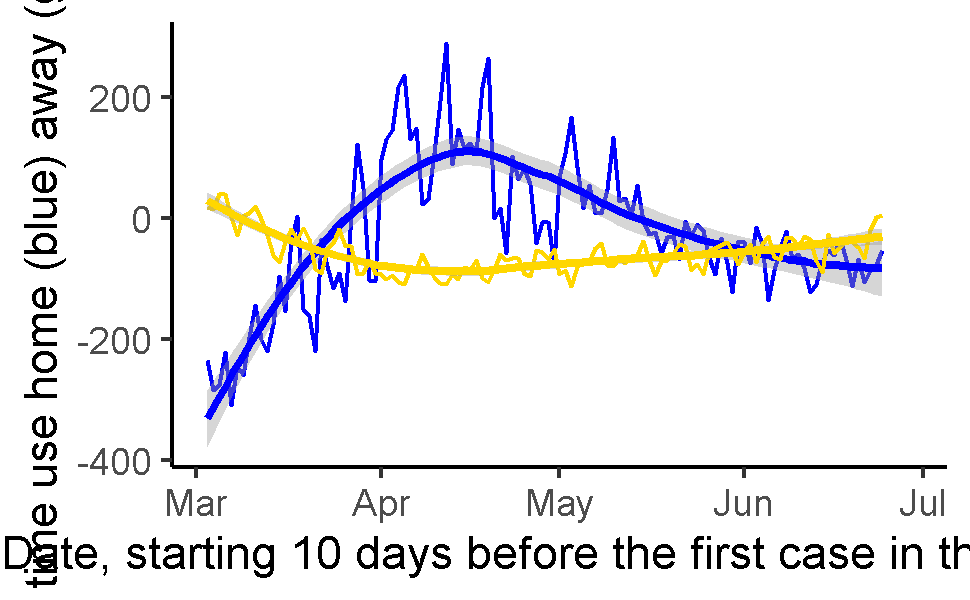 time use home (blue) away (
200
0
-200
-400
Mar Apr May Jun Jul
Date, starting 10 days before the first case in th